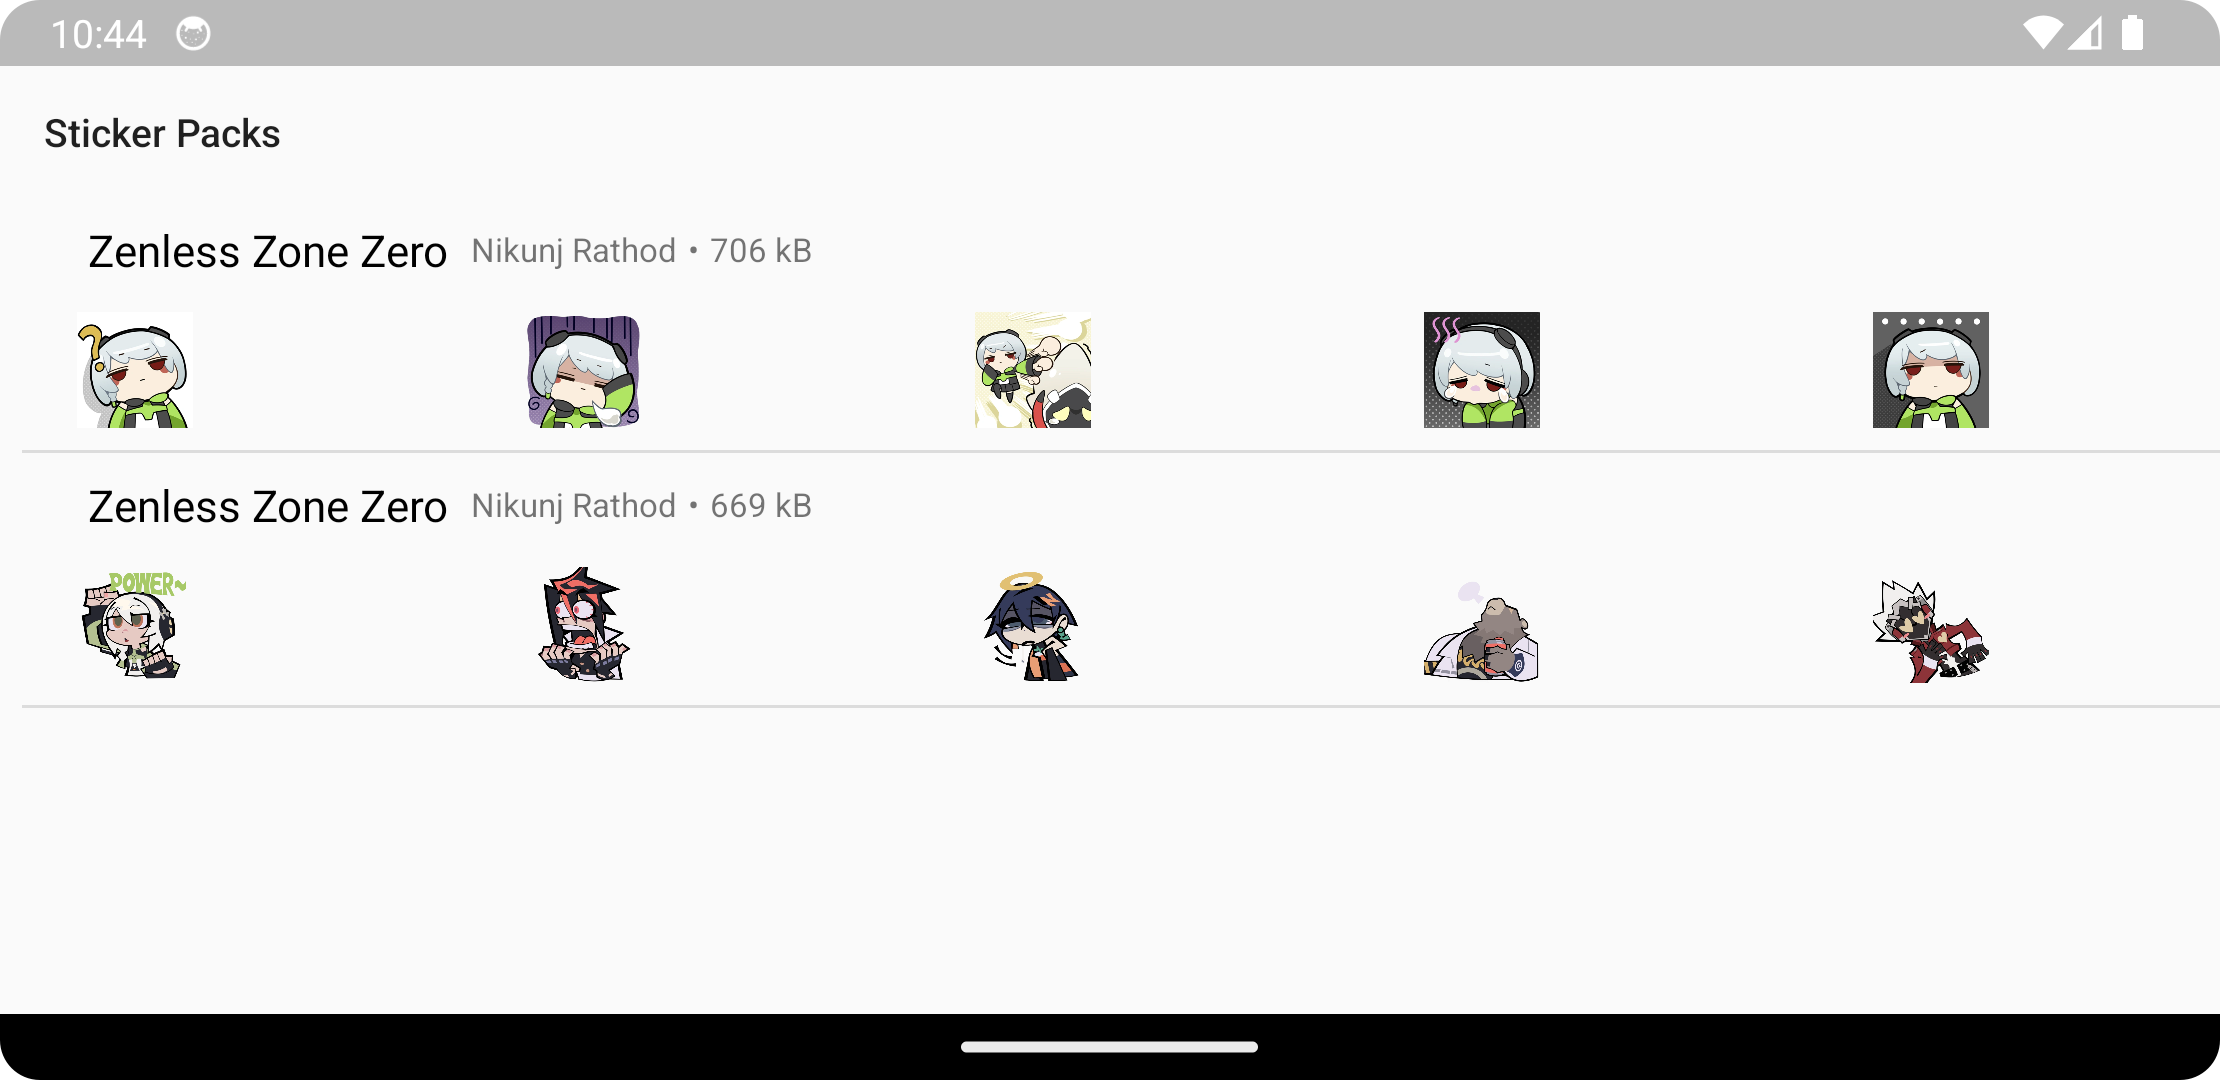 10:44
Sticker Packs
Zenless Zone Zero Nikunj Rathod • 706 kB
Zenless Zone Zero Nikunj Rathod • 669 kB
POWER~